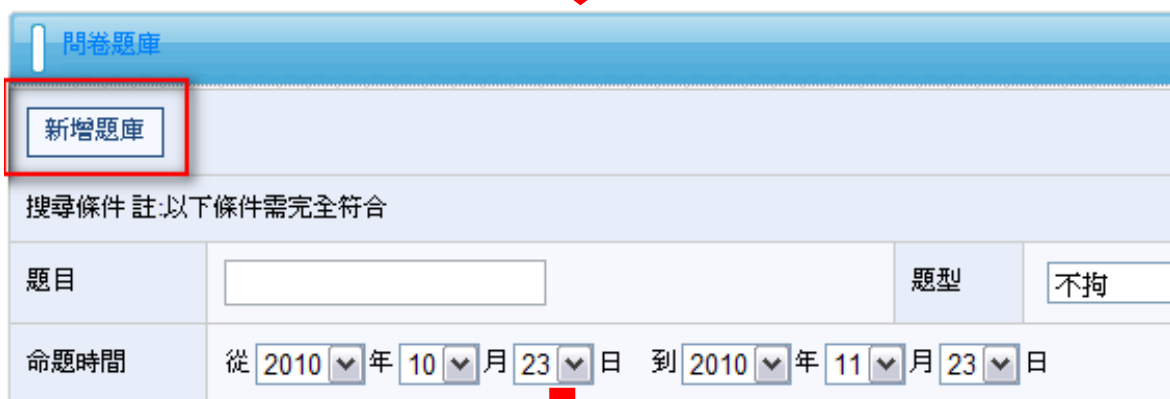 問卷題庫
新增題庫
搜尋條件 註:以下條件需完全符合
題目 題型 不拘
命題時間 從 2010 年 10 月 23 日 到 2010 年 11 月 23 日